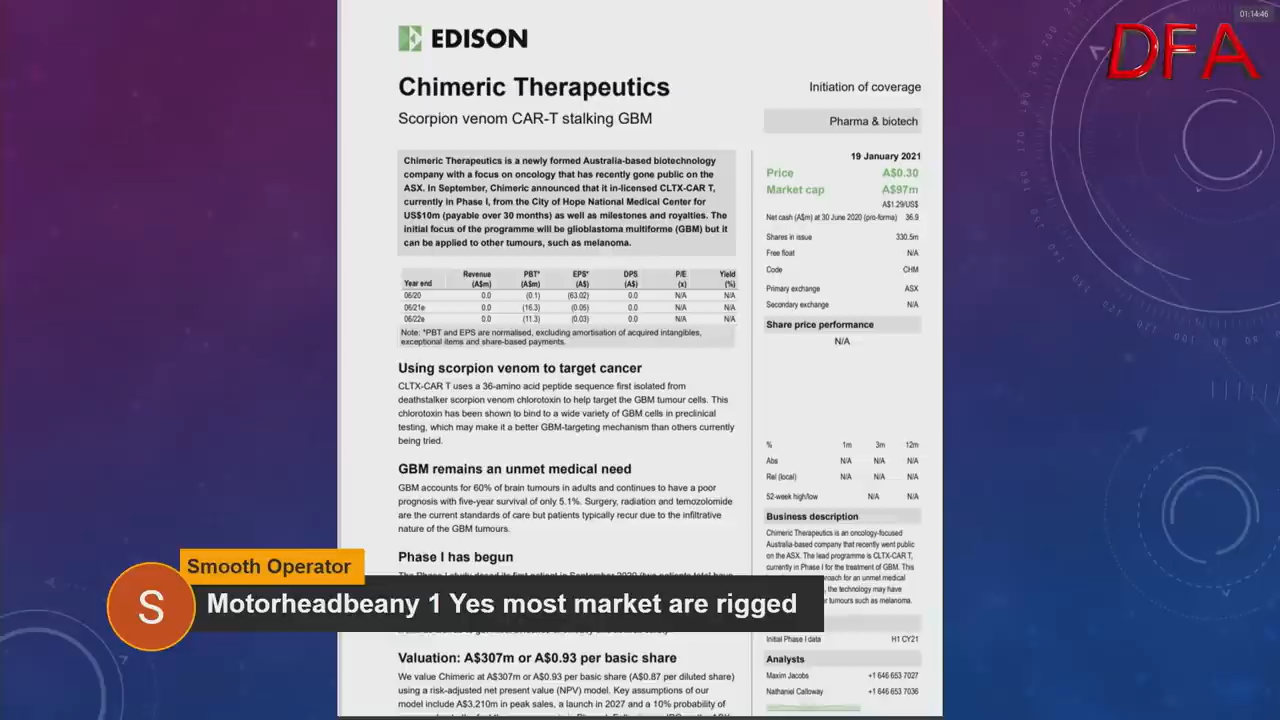 01:14:46
DFA
EDISON
Chimeric Therapeutics
Scorpion venom CAR-T stalking GBM
Initiation of coverage
Pharma & biotech
Chimeric Therapeutics is a newly formed Australia-based biotechnology
company with a focus on oncology that has recently gone public on the
ASX. In September, Chimeric announced that it in-licensed CLTX-CAR T,
currently in Phase I, from the City of Hope National Medical Center for
US$10m (payable over 30 months) as well as milestones and royalties. The
initial focus of the programme will be glioblastoma multiforme (GBM) but it
can be applied to other tumours, such as melanoma.
Year end Revenue (A$m) PBT* (A$m) EPS* (A$) DPS (A$) P/E (x) Yield (%)
06/20 0.0 (0.1) (63.02) 0.0 N/A N/A
06/21e 0.0 (16.3) (0.05) 0.0 N/A N/A
06/22e 0.0 (11.3) (0.03) 0.0 N/A N/A
Note: *PBT and EPS are normalised, excluding amortisation of acquired intangibles,
exceptional items and share-based payments.
Using scorpion venom to target cancer
CLTX-CAR T uses a 36-amino acid peptide sequence first isolated from
deathstalker scorpion venom chlorotoxin to help target the GBM tumour cells. This
chlorotoxin has been shown to bind to a wide variety of GBM cells in preclinical
testing, which may make it a better GBM-targeting mechanism than others currently
being tried.
GBM remains an unmet medical need
GBM accounts for 60% of brain tumours in adults and continues to have a poor
prognosis with five-year survival of only 5.1%. Surgery, radiation and temozolomide
are the current standards of care but patients typically recur due to the infiltrative
nature of the GBM tumours.
Phase I has begun
Valuation: A$307m or A$0.93 per basic share
We value Chimeric at A$307m or A$0.93 per basic share (A$0.87 per diluted share)
using a risk-adjusted net present value (NPV) model. Key assumptions of our
model include A$3,210m in peak sales, a launch in 2027 and a 10% probability of
19 January 2021
Price A$0.30
Market cap A$97m
A$1.29/US$
Net cash (A$m) at 30 June 2020 (pro-forma) 36.9
Shares in issue 330.5m
Free float N/A
Code CHM
Primary exchange ASX
Secondary exchange N/A
Share price performance
N/A
% 1m 3m 12m
Abs N/A N/A N/A
Rel (local) N/A N/A N/A
52-week high/low N/A N/A
Business description
Chimeric Therapeutics is an oncology-focused
Australia-based company that recently went public
on the ASX. The lead programme is CLTX-CAR T,
currently in Phase I for the treatment of GBM. This
approach for an unmet medical
the technology may have
tumours such as melanoma.
Initial Phase I data H1 CY21
Analysts
Maxim Jacobs +1 646 653 7027
Nathaniel Calloway +1 646 653 7036
Smooth Operator
S
Motorheadbeany 1 Yes most market are rigged